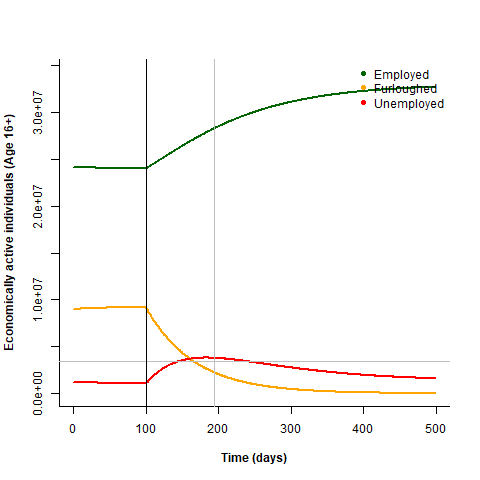 Employed
Furloughed
Unemployed
Economically active individuals (Age 16+)
3.0e+07
2.0e+07
1.0e+07
0.0e+00
0 100 200 300 400 500
Time (days)